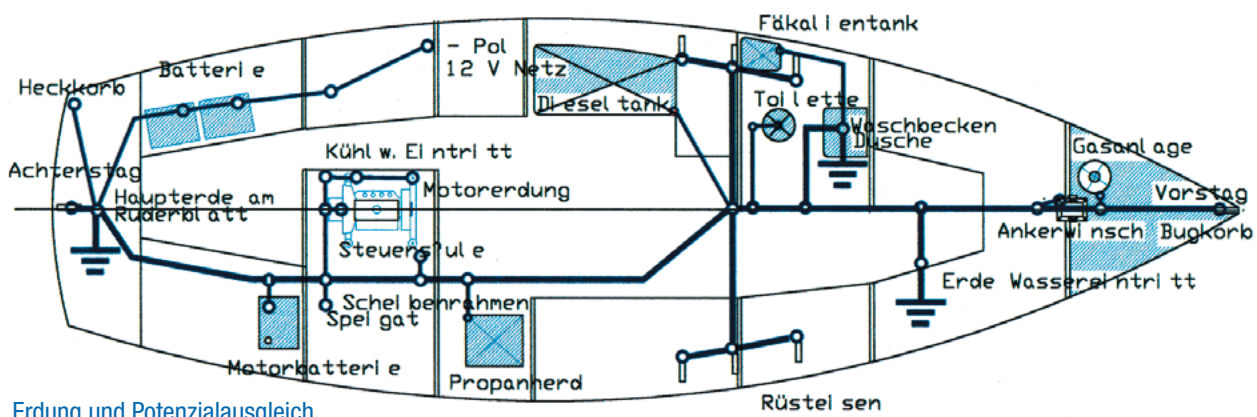 Fäkalientank
- Pol
12 V Netz
Batterie
Heckkorb
Dieseltank
Toilette
Waschbecken
Dusche
Gasanlage
Kühlw. Eintritt
Achterstag
Motorerdung
Haupterde am
Ruderblatt
Vorstag
Ankerwinsch
Bugkorb
Steuersäule
Erde Wassereintritt
Scheibenrahmen
Speigat
Motorbatterie
Propanherd
Rüsteisen
Erdung und Potenzialausgleich